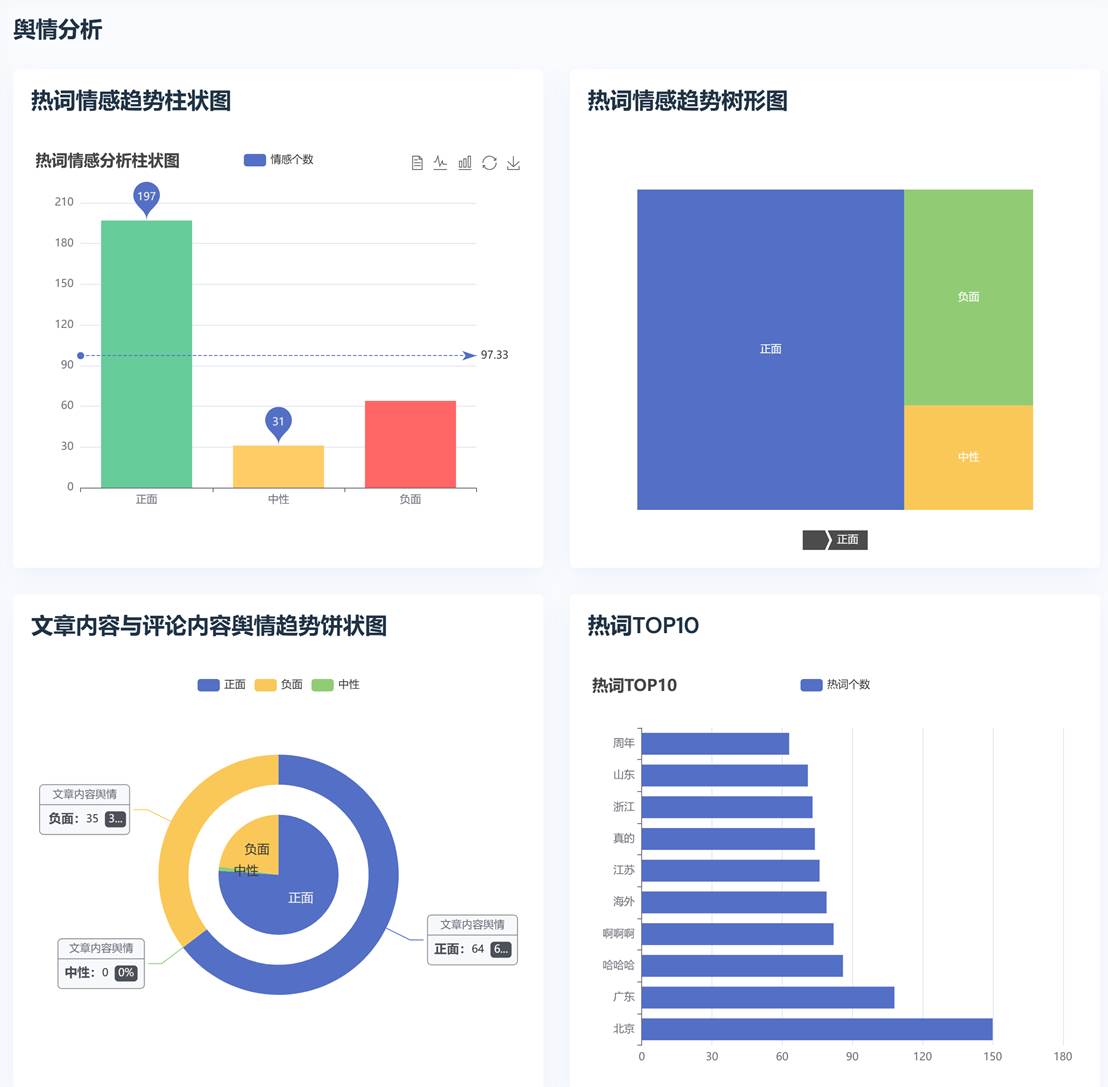 舆情分析
热词情感趋势柱状图
热词情感分析柱状图
情感个数
197
210
180
150
120
97.33
90
60
31
30
0
正面
中性
负面
热词情感趋势树形图
正面
负面
中性
正面
文章内容与评论内容舆情趋势饼状图
正面
负面
中性
文章内容舆情
负面: 35 3...
负面
中性
正面
文章内容舆情
正面: 64 6...
文章内容舆情
中性: 0 0%
热词TOP10
热词TOP10
热词个数
周年
山东
浙江
真的
江苏
海外
啊啊啊
哈哈哈
广东
北京
0
30
60
90
120
150
180